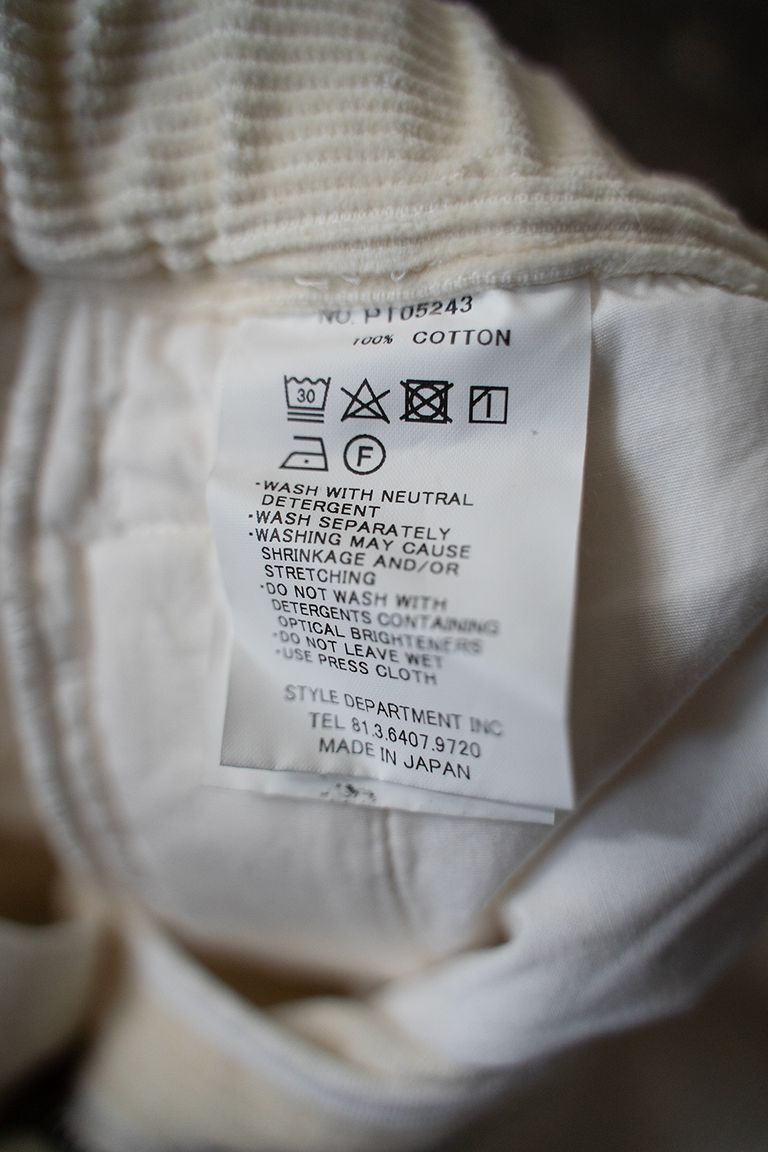 NO. PT05243
100% COTTON
30
F
·WASH WITH NEUTRAL
DETERGENT
·WASH SEPARATELY
·WASHING MAY CAUSE
SHRINKAGE AND/OR
STRETCHING
·DO NOT WASH WITH
DETERGENTS CONTAINING
OPTICAL BRIGHTENERS
·DO NOT LEAVE WET
·USE PRESS CLOTH
STYLE DEPARTMENT INC
TEL 81.3.6407.9720
MADE IN JAPAN